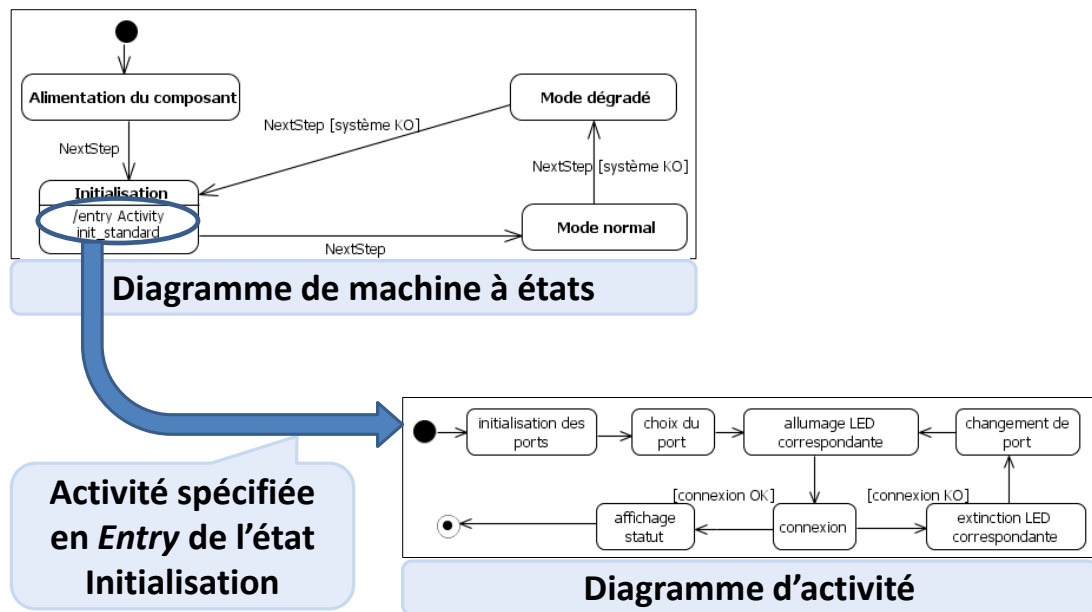 Alimentation du composant
Mode dégradé
NextStep [système KO]
NextStep
NextStep [système KO]
Initialisation
/entry Activity
init_standard
Mode normal
NextStep
Diagramme de machine à états
initialisation des
ports
choix du
port
allumage LED
correspondante
changement de
port
[connexion OK]
[connexion KO]
affichage
statut
connexion
extinction LED
correspondante
Activité spécifiée
en Entry de l’état
Initialisation
Diagramme d’activité